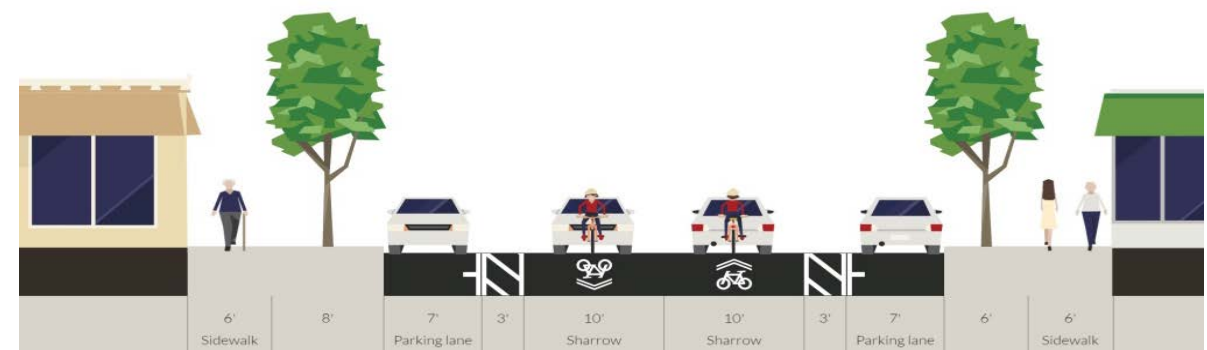 6' 8' 7' 3' 10' 10' 3' 7' 6' 6'
Sidewalk Parking lane Sharrow Sharrow Parking lane Sidewalk